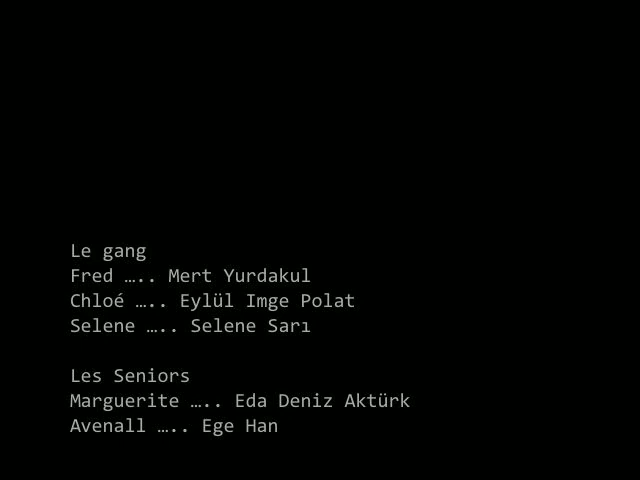 Le gang
Fred ….. Mert Yurdakul
Chloé ….. Eylül Imge Polat
Selene ….. Selene Sarı
Les Seniors
Marguerite ….. Eda Deniz Aktürk
Avenall ….. Ege Han